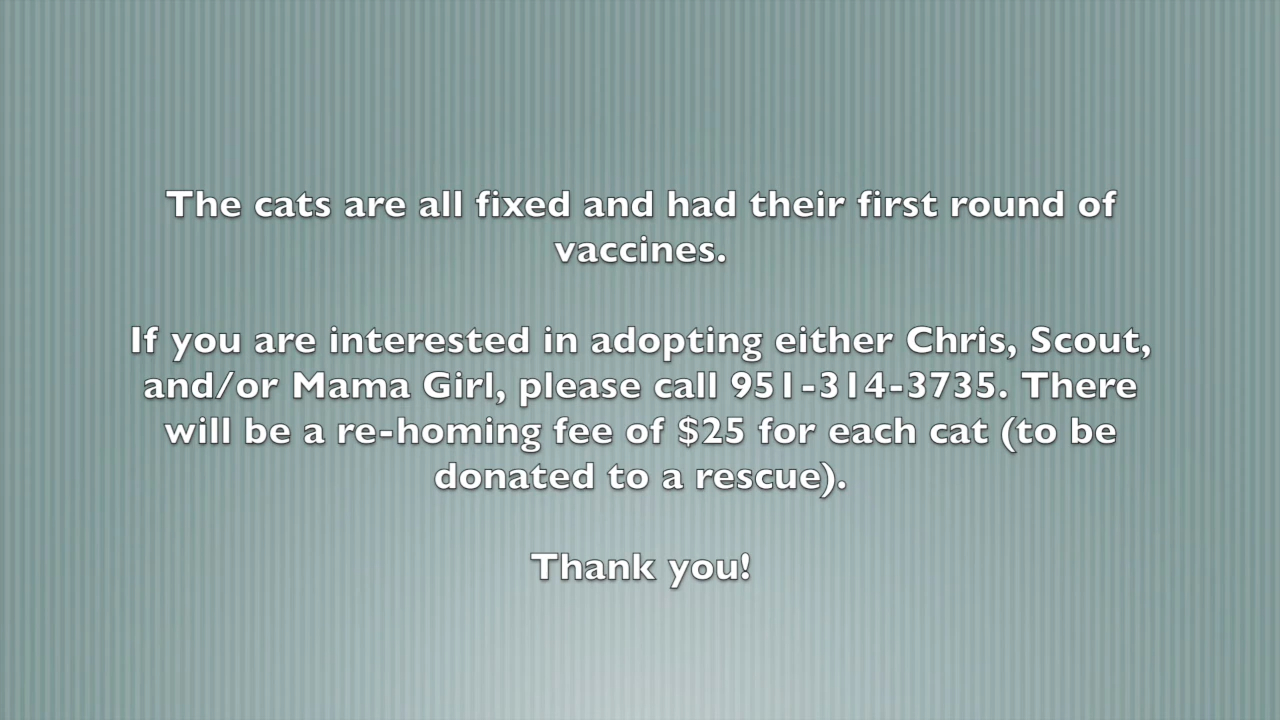 The cats are all fixed and had their first round of
vaccines.
If you are interested in adopting either Chris, Scout,
and/or Mama Girl, please call 951-314-3735. There
will be a re-homing fee of $25 for each cat (to be
donated to a rescue).
Thank you!